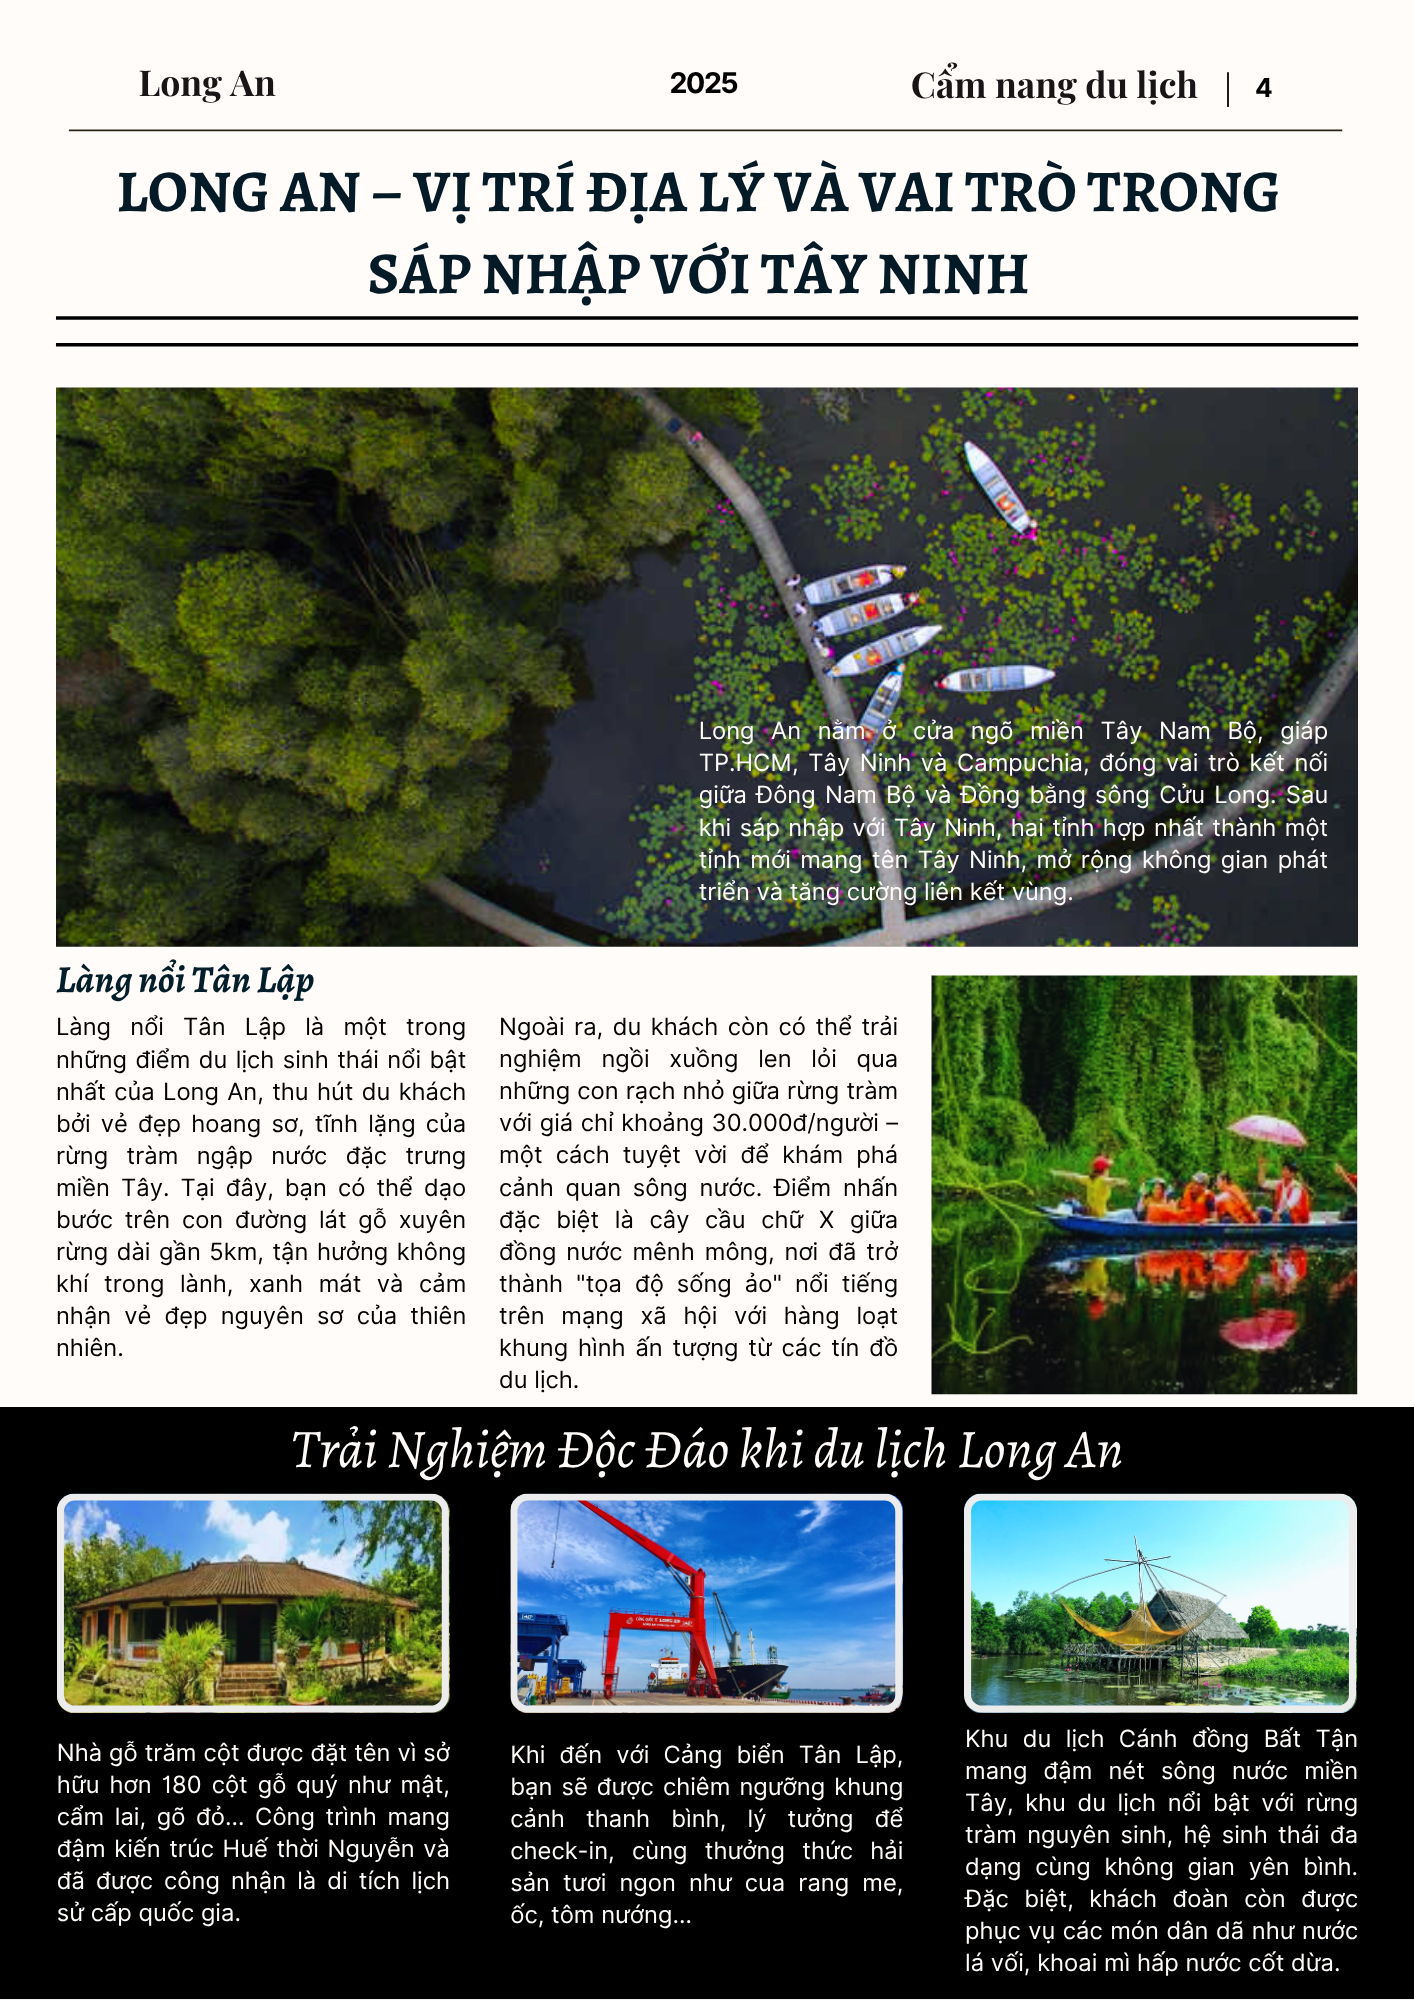 Long An
2025
Cẩm nang du lịch | 4
LONG AN – VỊ TRÍ ĐỊA LÝ VÀ VAI TRÒ TRONG
SÁP NHẬP VỚI TÂY NINH
Long An nằm ở cửa ngõ miền Tây Nam Bộ, giáp
TP.HCM, Tây Ninh và Campuchia, đóng vai trò kết nối
giữa Đông Nam Bộ và Đồng bằng sông Cửu Long. Sau
khi sáp nhập với Tây Ninh, hai tỉnh hợp nhất thành một
tỉnh mới mang tên Tây Ninh, mở rộng không gian phát
triển và tăng cường liên kết vùng.
Làng nổi Tân Lập
Làng nổi Tân Lập là một trong
những điểm du lịch sinh thái nổi bật
nhất của Long An, thu hút du khách
bởi vẻ đẹp hoang sơ, tĩnh lặng của
rừng tràm ngập nước đặc trưng
miền Tây. Tại đây, bạn có thể dạo
bước trên con đường lát gỗ xuyên
rừng dài gần 5km, tận hưởng không
khí trong lành, xanh mát và cảm
nhận vẻ đẹp nguyên sơ của thiên
nhiên.
Ngoài ra, du khách còn có thể trải
nghiệm ngồi xuồng len lỏi qua
những con rạch nhỏ giữa rừng tràm
với giá chỉ khoảng 30.000đ/người –
một cách tuyệt vời để khám phá
cảnh quan sông nước. Điểm nhấn
đặc biệt là cây cầu chữ X giữa
đồng nước mênh mông, nơi đã trở
thành "tọa độ sống ảo" nổi tiếng
trên mạng xã hội với hàng loạt
khung hình ấn tượng từ các tín đồ
du lịch.
Trải Nghiệm Độc Đáo khi du lịch Long An
Nhà gỗ trăm cột được đặt tên vì sở
hữu hơn 180 cột gỗ quý như mật,
cẩm lai, gõ đỏ... Công trình mang
đậm kiến trúc Huế thời Nguyễn và
đã được công nhận là di tích lịch
sử cấp quốc gia.
Khi đến với Cảng biển Tân Lập,
bạn sẽ được chiêm ngưỡng khung
cảnh thanh bình, lý tưởng để
check-in, cùng thưởng thức hải
sản tươi ngon như cua rang me,
ốc, tôm nướng...
Khu du lịch Cánh đồng Bất Tận
mang đậm nét sông nước miền
Tây, khu du lịch nổi bật với rừng
tràm nguyên sinh, hệ sinh thái đa
dạng cùng không gian yên bình.
Đặc biệt, khách đoàn còn được
phục vụ các món dân dã như nước
lá vối, khoai mì hấp nước cốt dừa.